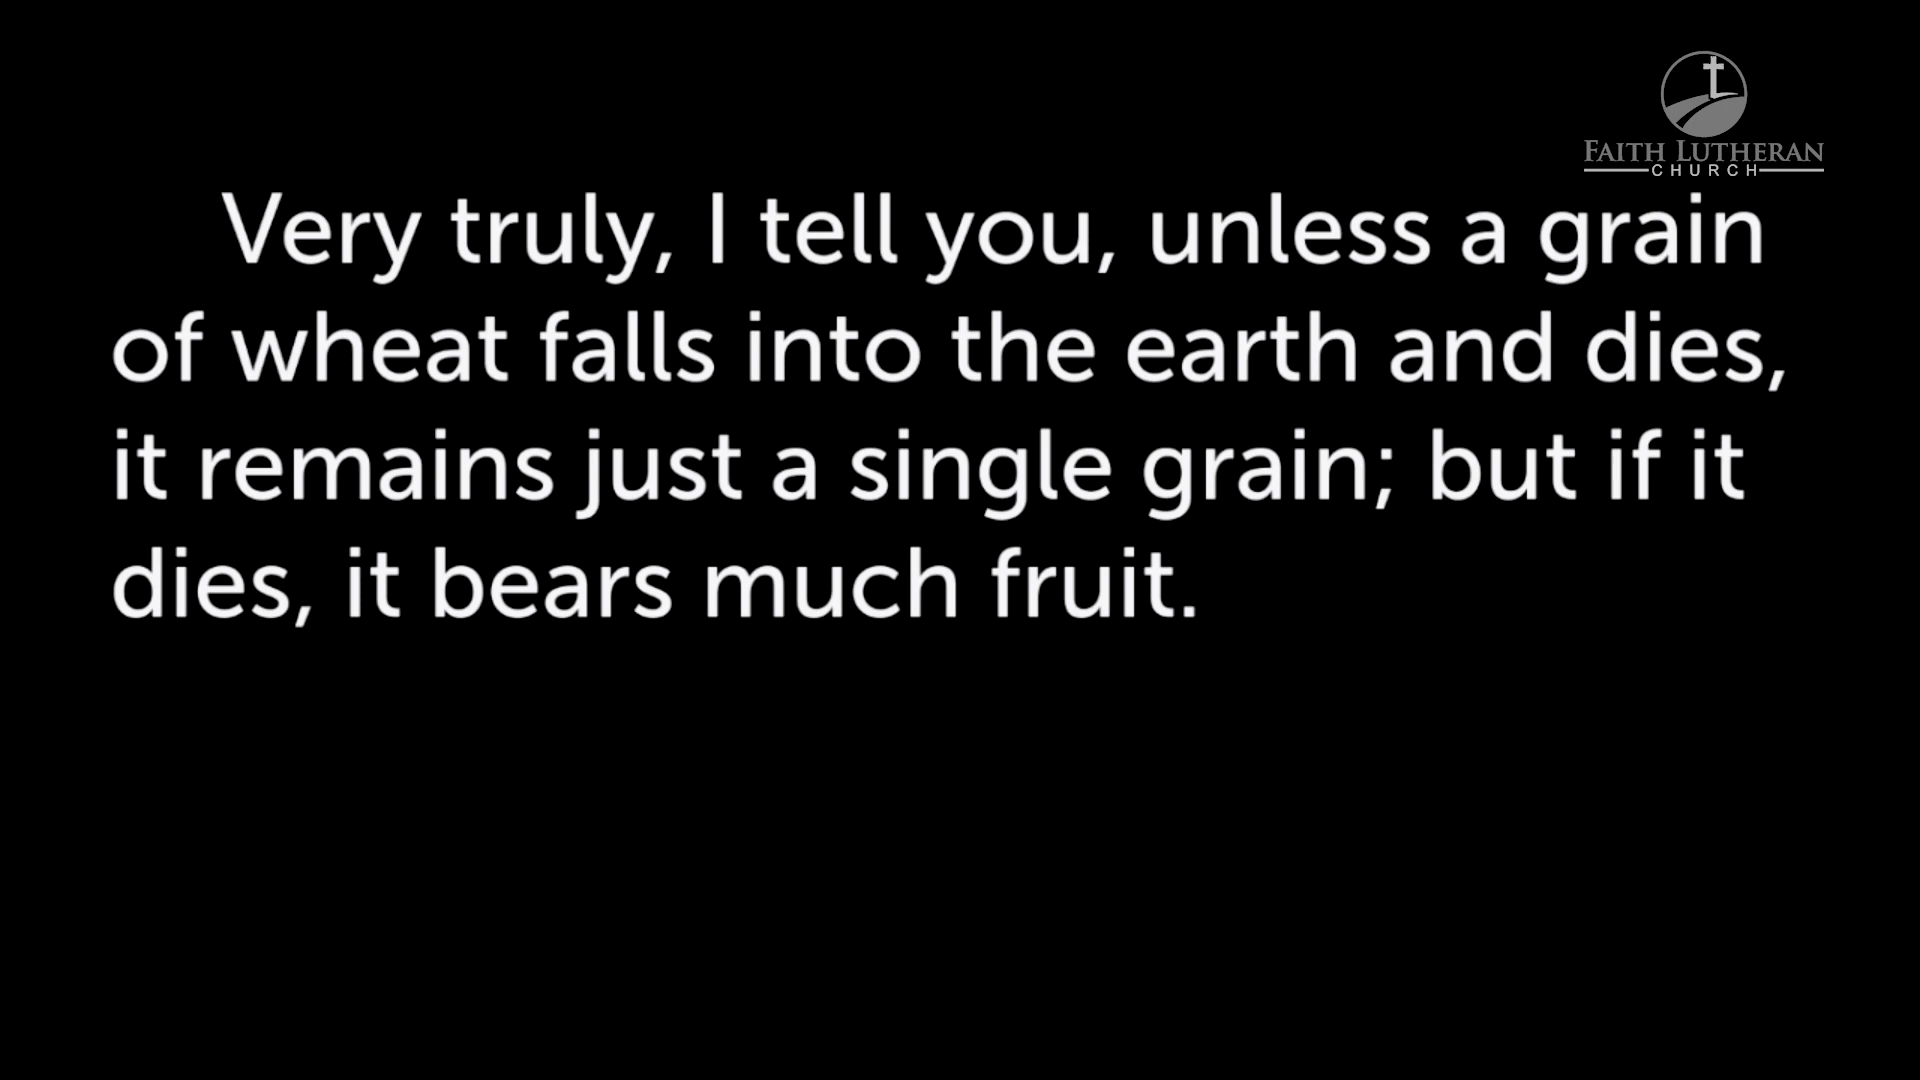 FAITH LUTHERAN
CHURCH
Very truly, I tell you, unless a grain
of wheat falls into the earth and dies,
it remains just a single grain; but if it
dies, it bears much fruit.